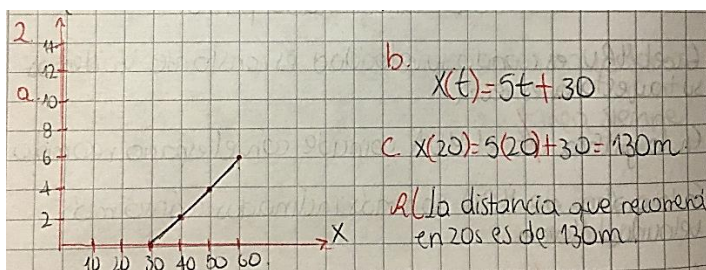 2.
a.
14
12
10
8
6
4
2
10 20 30 40 50 60
X
b.
X(t)=5t+30
c. X(20)=5(20)+30=130m.
R( la distancia que recorrerá
en 20s es de 130m.